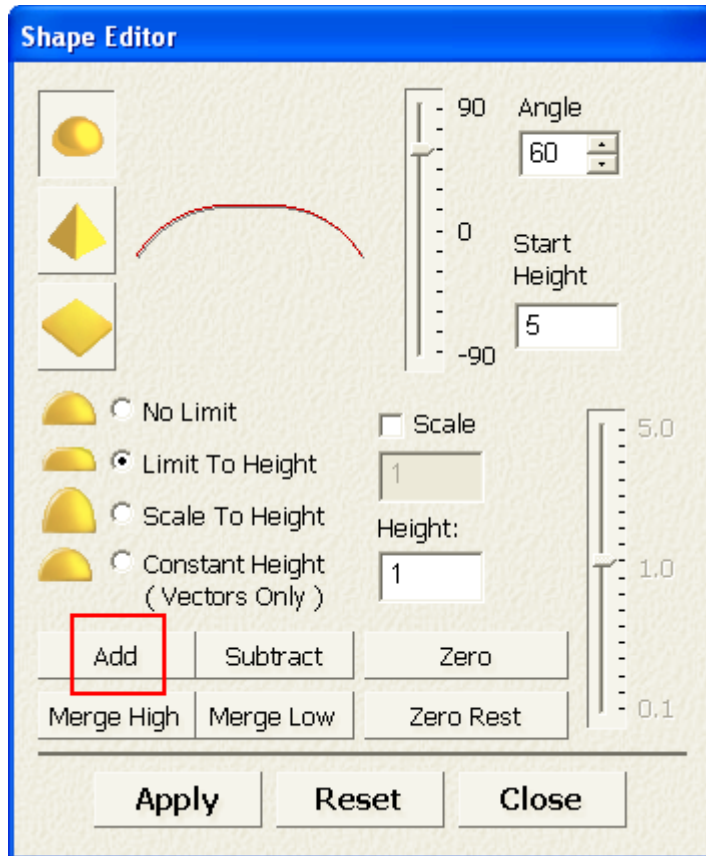 Shape Editor
90
Angle
60
0
Start
Height
5
-90
No Limit
Limit To Height
Scale To Height
Constant Height
( Vectors Only )
Scale
1
Height:
1
5.0
1.0
0.1
Add
Subtract
Zero
Merge High
Merge Low
Zero Rest
Apply
Reset
Close